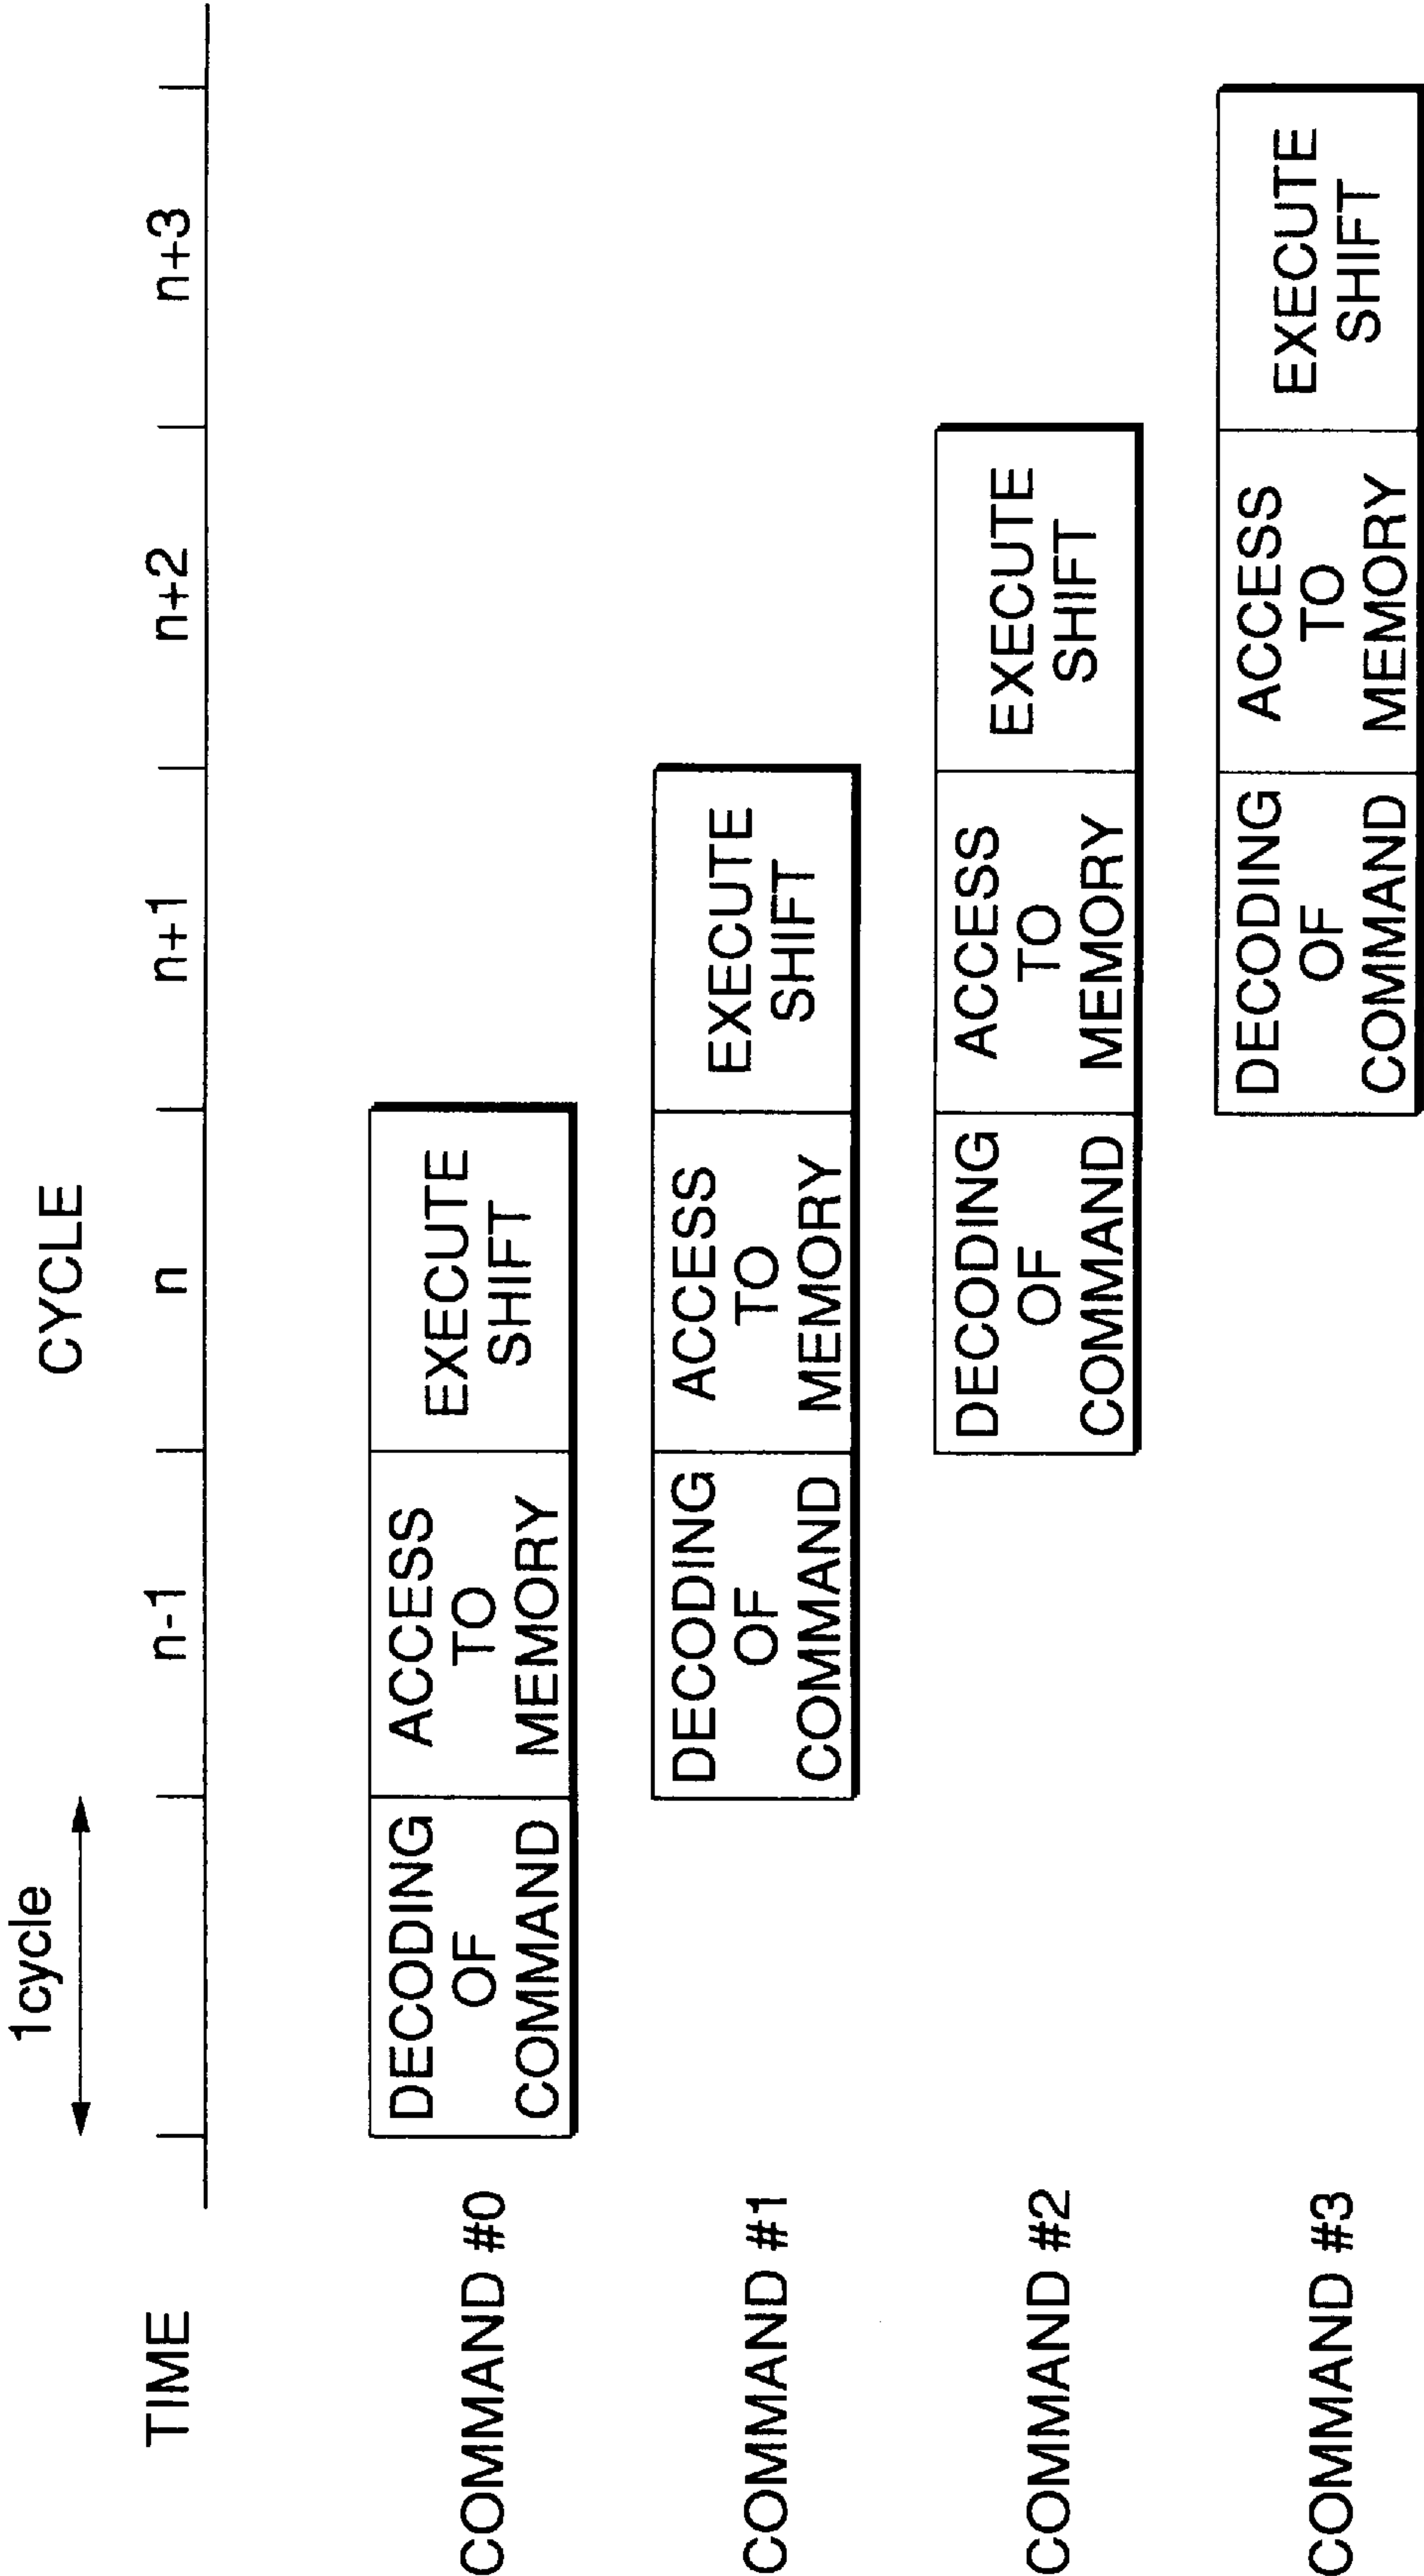 CYCLE
1cycle
TIME
n-1
n
n+1
n+2
n+3
COMMAND #0
DECODING
OF
COMMAND
ACCESS
TO
MEMORY
EXECUTE
SHIFT
COMMAND #1
DECODING
OF
COMMAND
ACCESS
TO
MEMORY
EXECUTE
SHIFT
COMMAND #2
DECODING
OF
COMMAND
ACCESS
TO
MEMORY
EXECUTE
SHIFT
COMMAND #3
DECODING
OF
COMMAND
ACCESS
TO
MEMORY
EXECUTE
SHIFT